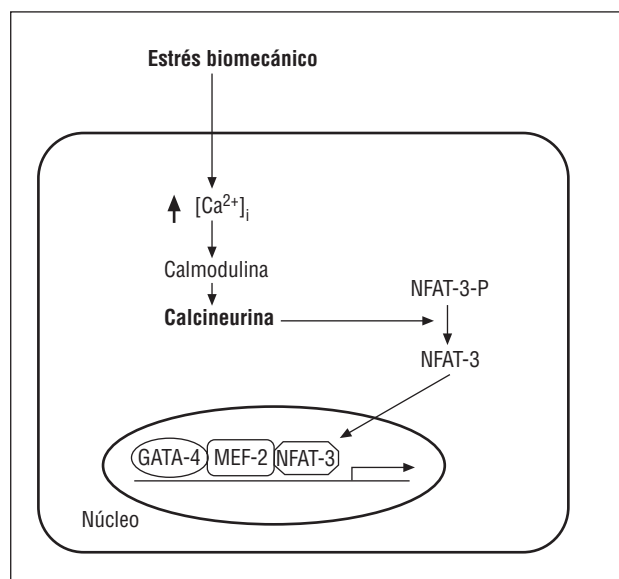 Estrés biomecánico
[Ca²⁺]ᵢ
Calmodulina
Calcineurina
NFAT-3-P
NFAT-3
GATA-4 MEF-2 NFAT-3
Núcleo